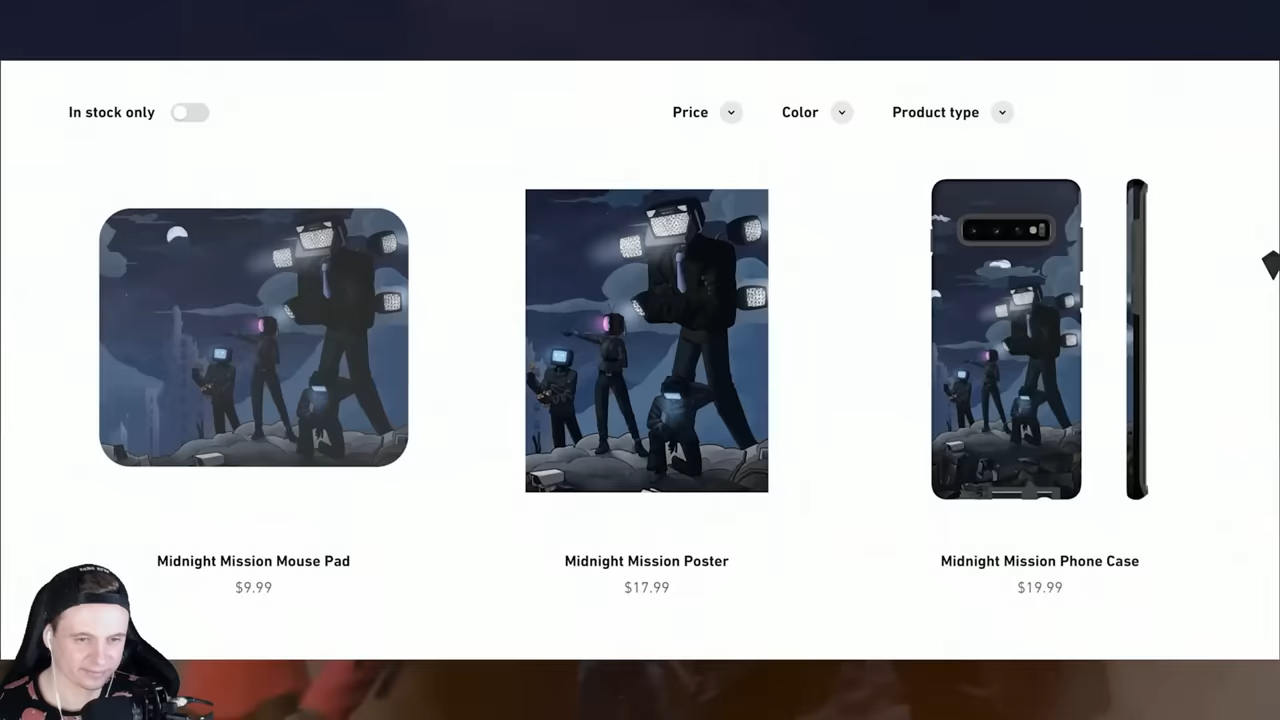 In stock only
Price
Color
Product type
Midnight Mission Mouse Pad
$9.99
Midnight Mission Poster
$17.99
Midnight Mission Phone Case
$19.99